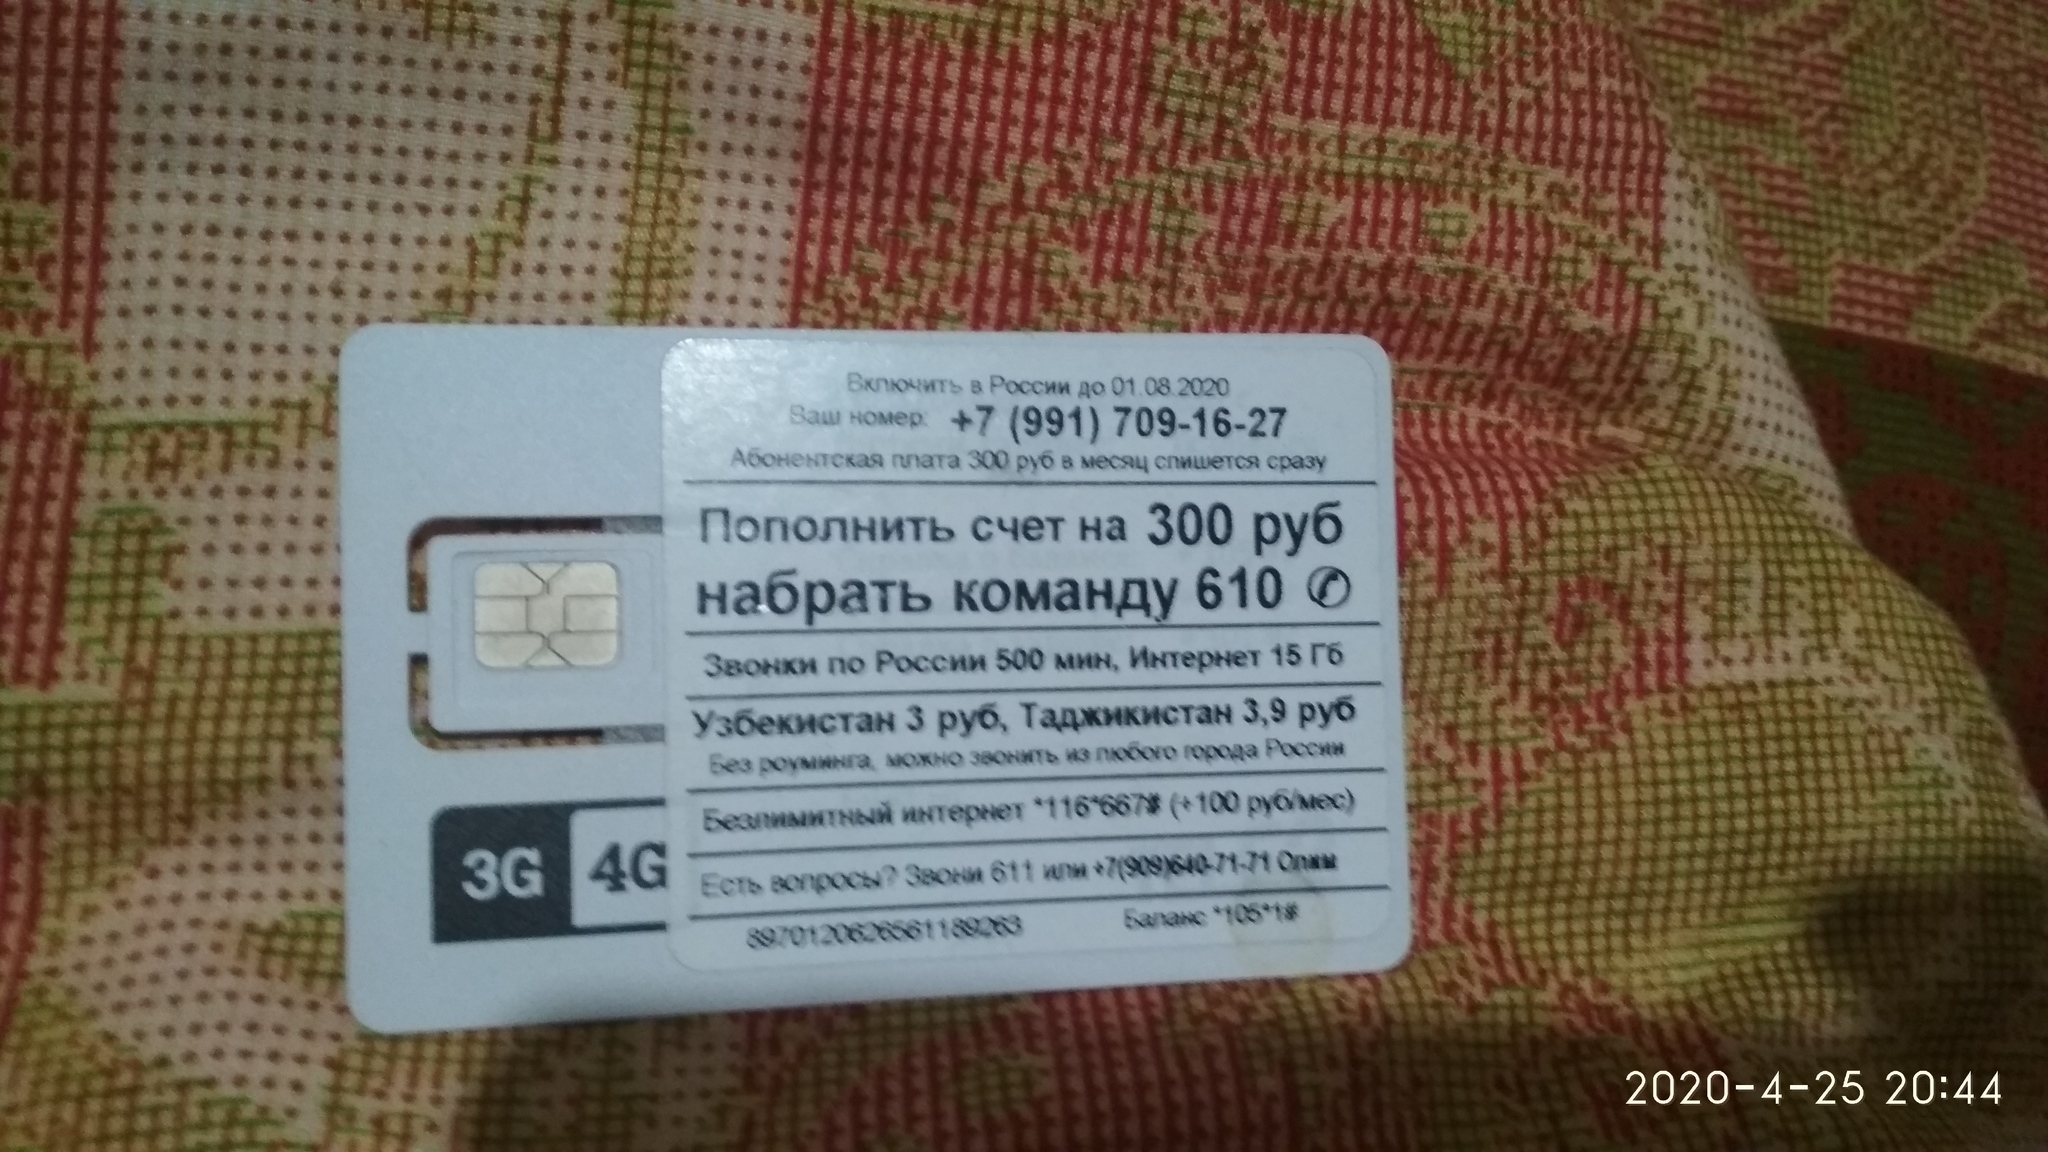 Включить в России до 01.08.2020
Ваш номер: +7 (991) 709-16-27
Абонентская плата 300 руб в месяц спишется сразу
Пополнить счет на 300 руб
набрать команду 610 ✆
Звонки по России 500 мин, Интернет 15 Гб
Узбекистан 3 руб, Таджикистан 3,9 руб
Без роуминга, можно звонить из любого города России
Безлимитный интернет *116*667# (+100 руб/мес)
Есть вопросы? Звони 611 или +7(909)640-71-71
8970120626561189263 Баланс *105*1#
3G 4G
2020-4-25 20:44